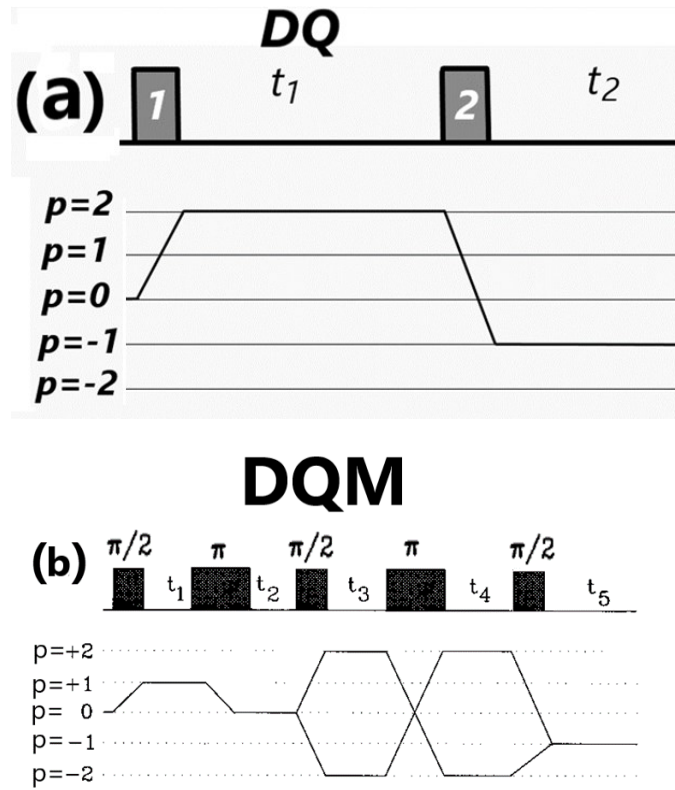 DQ
(a) 1 t1 2 t2
p=2
p=1
p=0
p=-1
p=-2
DQM
(b) π/2 π π/2 π π/2
t1 t2 t3 t4 t5
p=+2
p=+1
p= 0
p=-1
p=-2